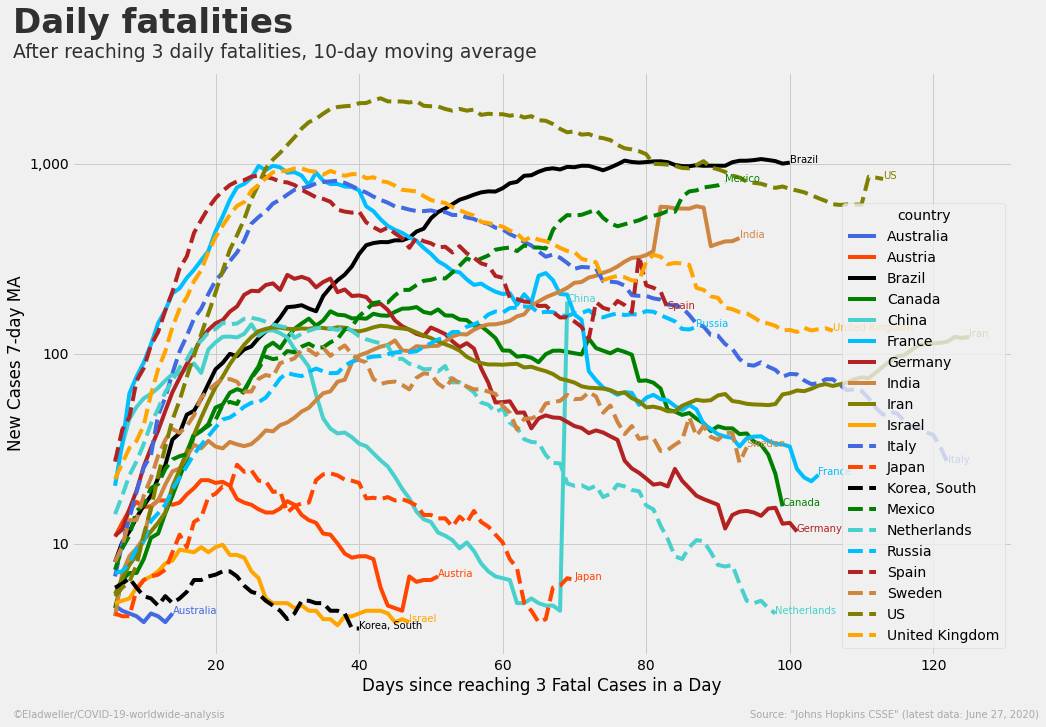 Daily fatalities
After reaching 3 daily fatalities, 10-day moving average
New Cases 7-day MA
1,000
100
10
Brazil
US
Mexico
India
China
Spain
Russia
United Kingdom
Iran
Sweden
Italy
France
Canada
Germany
Austria
Japan
Australia
Israel
Korea, South
Netherlands
country
Australia
Austria
Brazil
Canada
China
France
Germany
India
Iran
Israel
Italy
Japan
Korea, South
Mexico
Netherlands
Russia
Spain
Sweden
US
United Kingdom
20 40 60 80 100 120
Days since reaching 3 Fatal Cases in a Day
©Eladweller/COVID-19-worldwide-analysis
Source: "Johns Hopkins CSSE" (latest data: June 27, 2020)